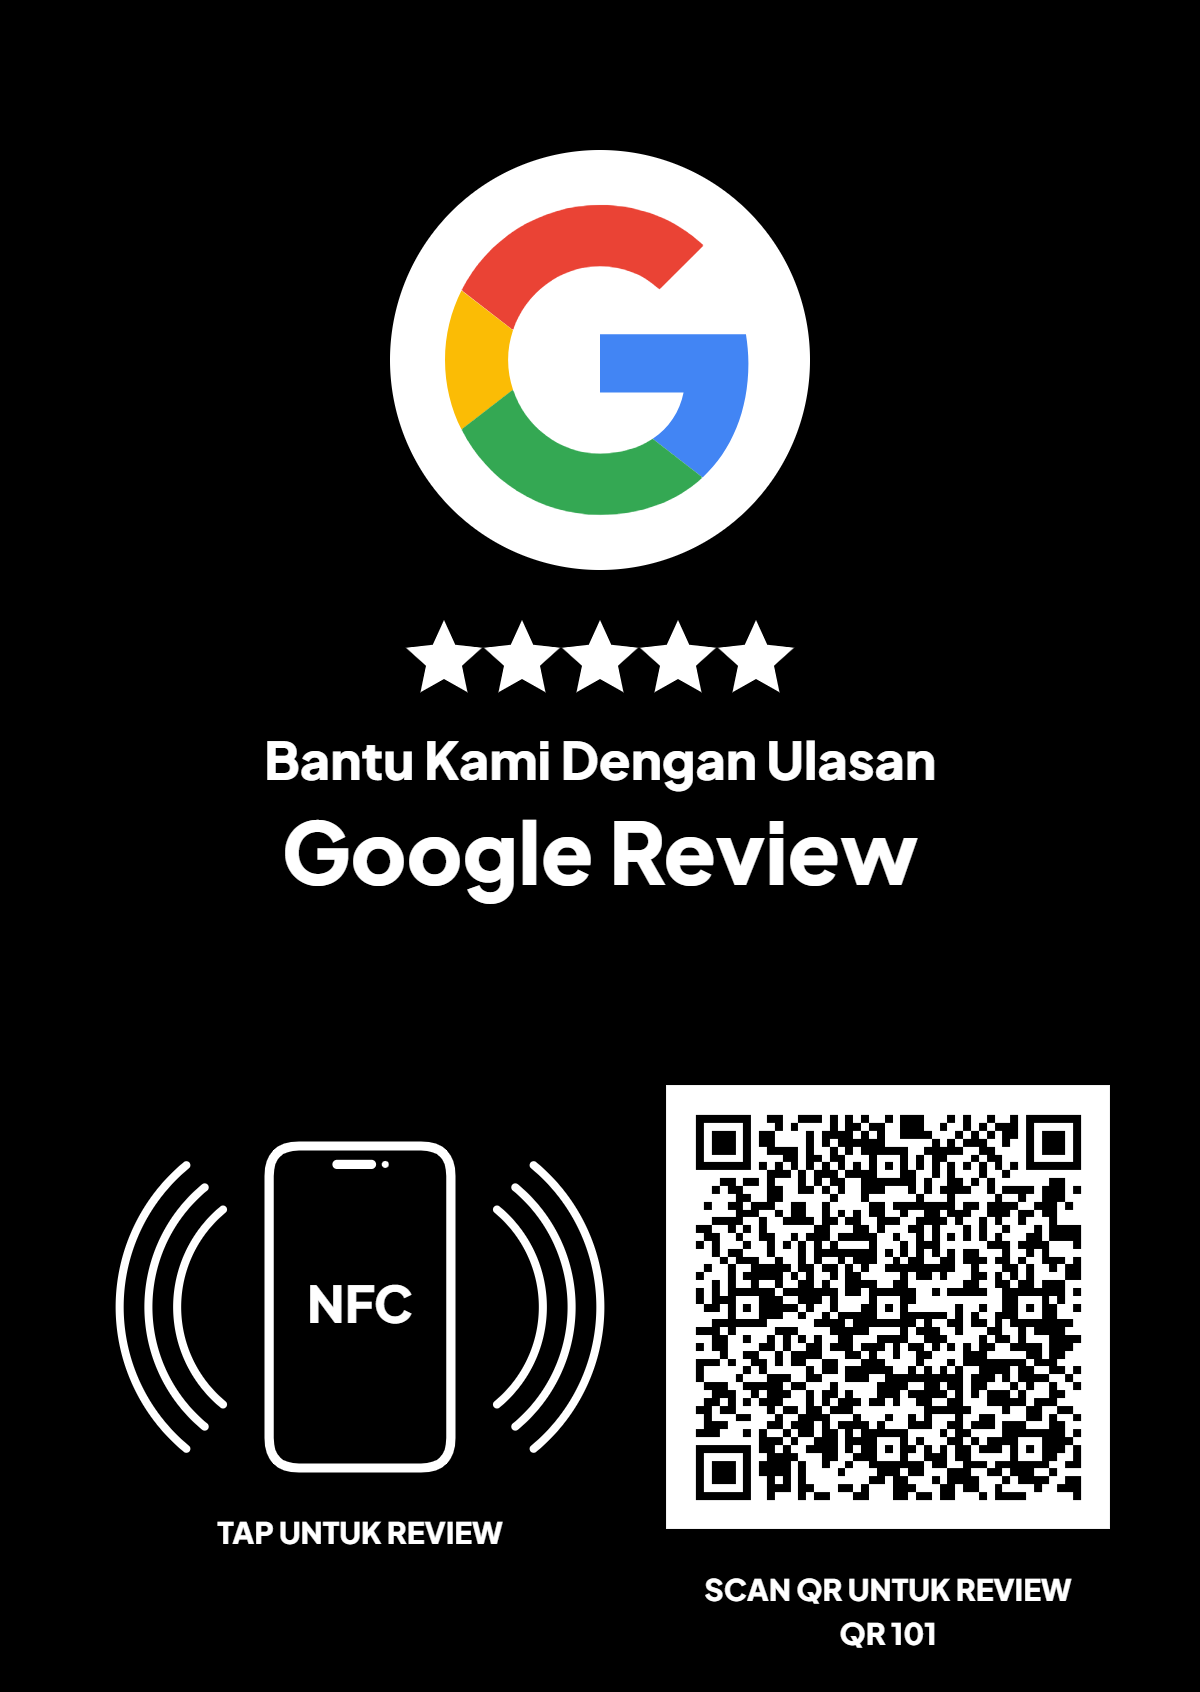 Bantu Kami Dengan Ulasan
Google Review
NFC
TAP UNTUK REVIEW
SCAN QR UNTUK REVIEW
QR 101